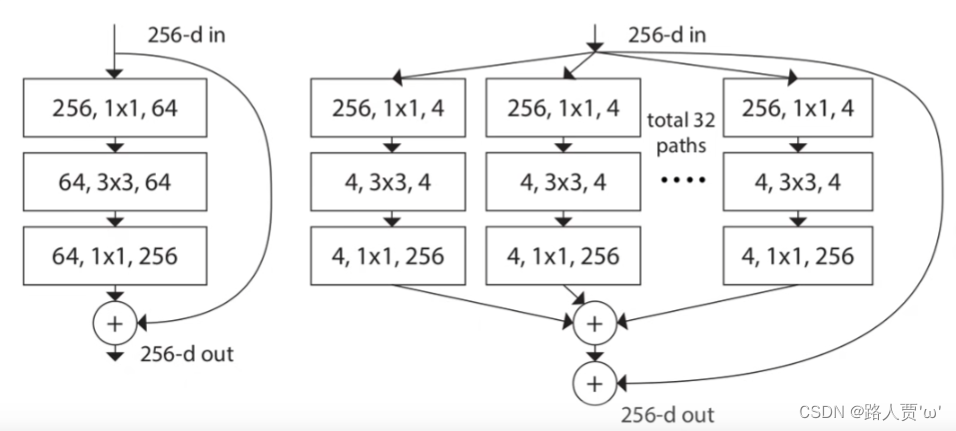 256-d in
256, 1x1, 64
64, 3x3, 64
64, 1x1, 256
+
256-d out
256-d in
256, 1x1, 4
256, 1x1, 4
total 32
paths
256, 1x1, 4
4, 3x3, 4
4, 3x3, 4
....
4, 3x3, 4
4, 1x1, 256
4, 1x1, 256
4, 1x1, 256
+
+
256-d out
CSDN @路人贾'ω'